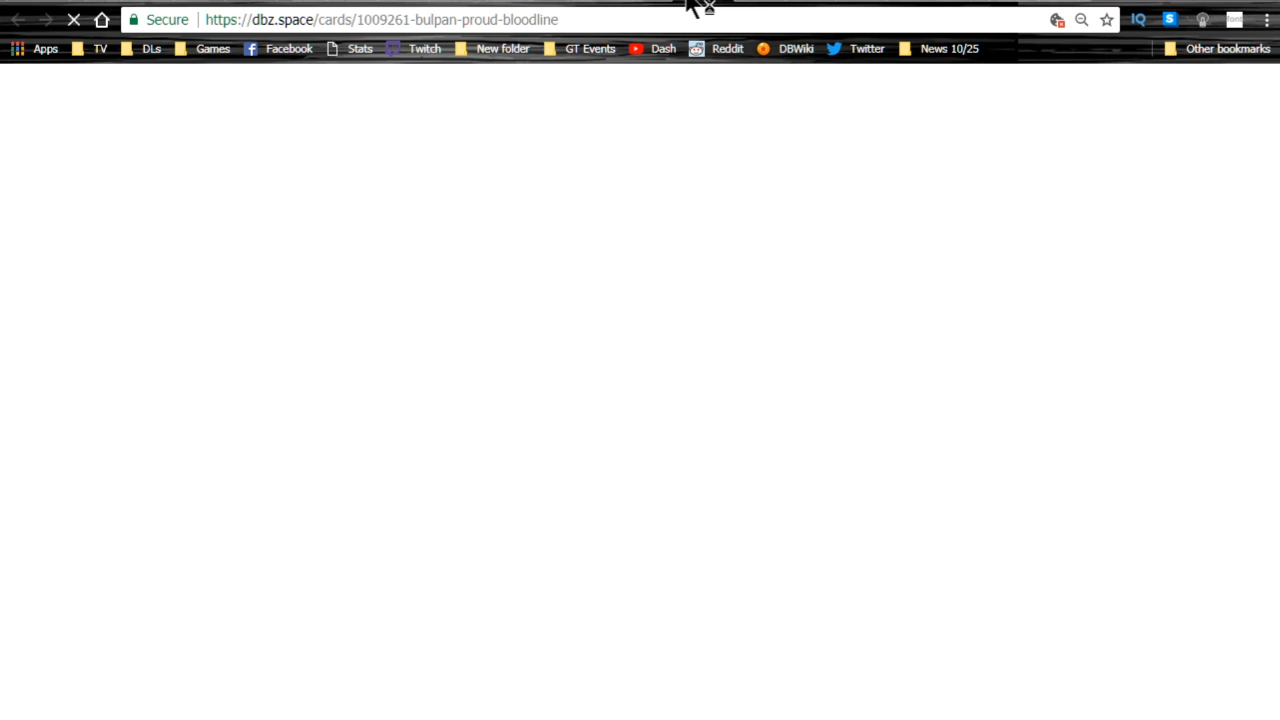 Secure https://dbz.space/cards/1009261-bulpan-proud-bloodline IQ S font
Apps TV DLs Games Facebook Stats Twitch New folder GT Events Dash Reddit DBWiki Twitter News 10/25 Other bookmarks